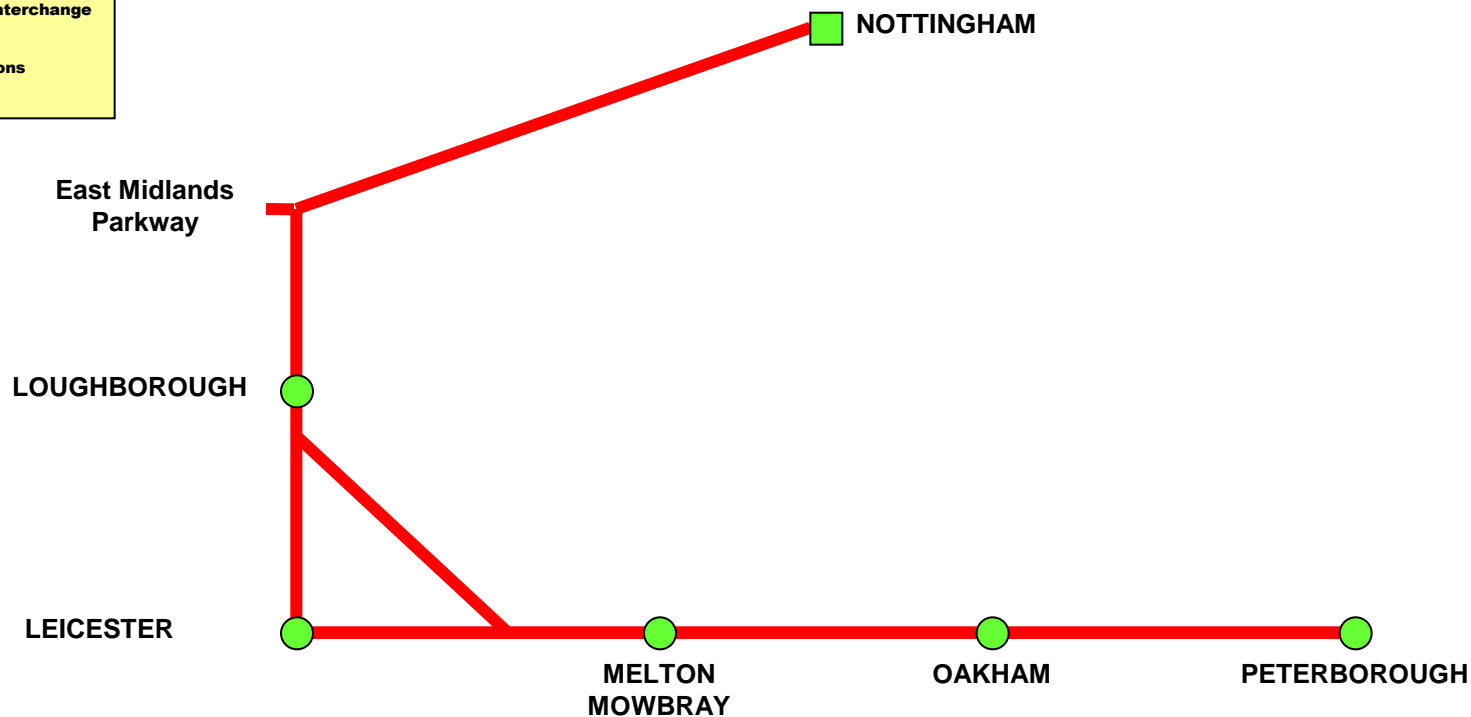 nterchange
ons
NOTTINGHAM
East Midlands
Parkway
LOUGHBOROUGH
LEICESTER
MELTON
MOWBRAY
OAKHAM
PETERBOROUGH